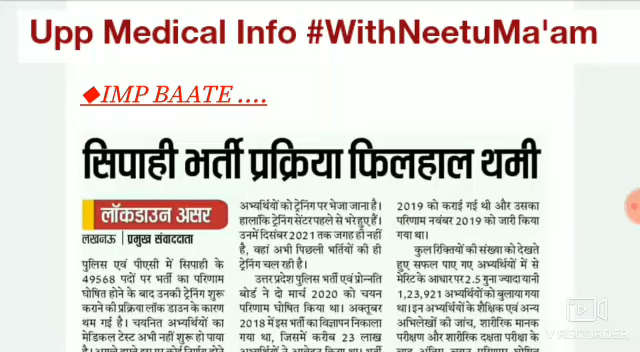 Upp Medical Info #WithNeetuMa'am
◆IMP BAATE ....
सिपाही भर्ती प्रक्रिया फिलहाल थमी
लॉकडाउन असर
लखनऊ | प्रमुख संवाददाता
पुलिस एवं पीएसी में सिपाही के
49568 पदों पर भर्ती का परिणाम
घोषित होने के बाद उनकी ट्रेनिंग शुरू
कराने की प्रक्रिया लॉक डाउन के कारण
थम गई है। चयनित अभ्यर्थियों का
मेडिकल टेस्ट अभी नहीं शुरू हो पाया
अभ्यर्थियों को ट्रेनिंग पर भेजा जाना है।
हालांकि ट्रेनिंग सेंटर पहले से भरे हुए हैं।
उनमें दिसंबर 2021 तक जगह ही नहीं
है, वहां अभी पिछली भर्तियों की ही
ट्रेनिंग चल रही है।
उत्तर प्रदेश पुलिस भर्ती एवं प्रोन्नति
बोर्ड ने दो मार्च 2020 को चयन
परिणाम घोषित किया था। अक्तूबर
2018 में इस भर्ती का विज्ञापन निकाला
गया था, जिसमें करीब 23 लाख
2019 को कराई गई थी और उसका
परिणाम नवंबर 2019 को जारी किया
गया था।
कुल रिक्तियों की संख्या को देखते
हुए सफल पाए गए अभ्यर्थियों में से
मेरिट के आधार पर 2.5 गुना ज्यादा यानी
1,23,921 अभ्यर्थियों को बुलाया गया
था। इन अभ्यर्थियों के शैक्षिक एवं अन्य
अभिलेखों की जांच, शारीरिक मानक
परीक्षण और शारीरिक दक्षता परीक्षा के
V RECORDER